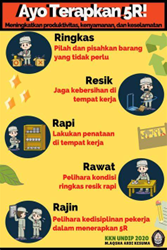 Ayo Terapkan 5R!
Meningkatkan produktivitas, kenyamanan, dan keselamatan
Ringkas
Pilah dan pisahkan barang
yang tidak perlu
Resik
Jaga kebersihan di
tempat kerja
Rapi
Lakukan penataan
di tempat kerja
Rawat
Pelihara kondisi
ringkas resik rapi
Rajin
Pelihara kedisiplinan pekerja
dalam menerapkan 5R
KKN UNDIP 2020